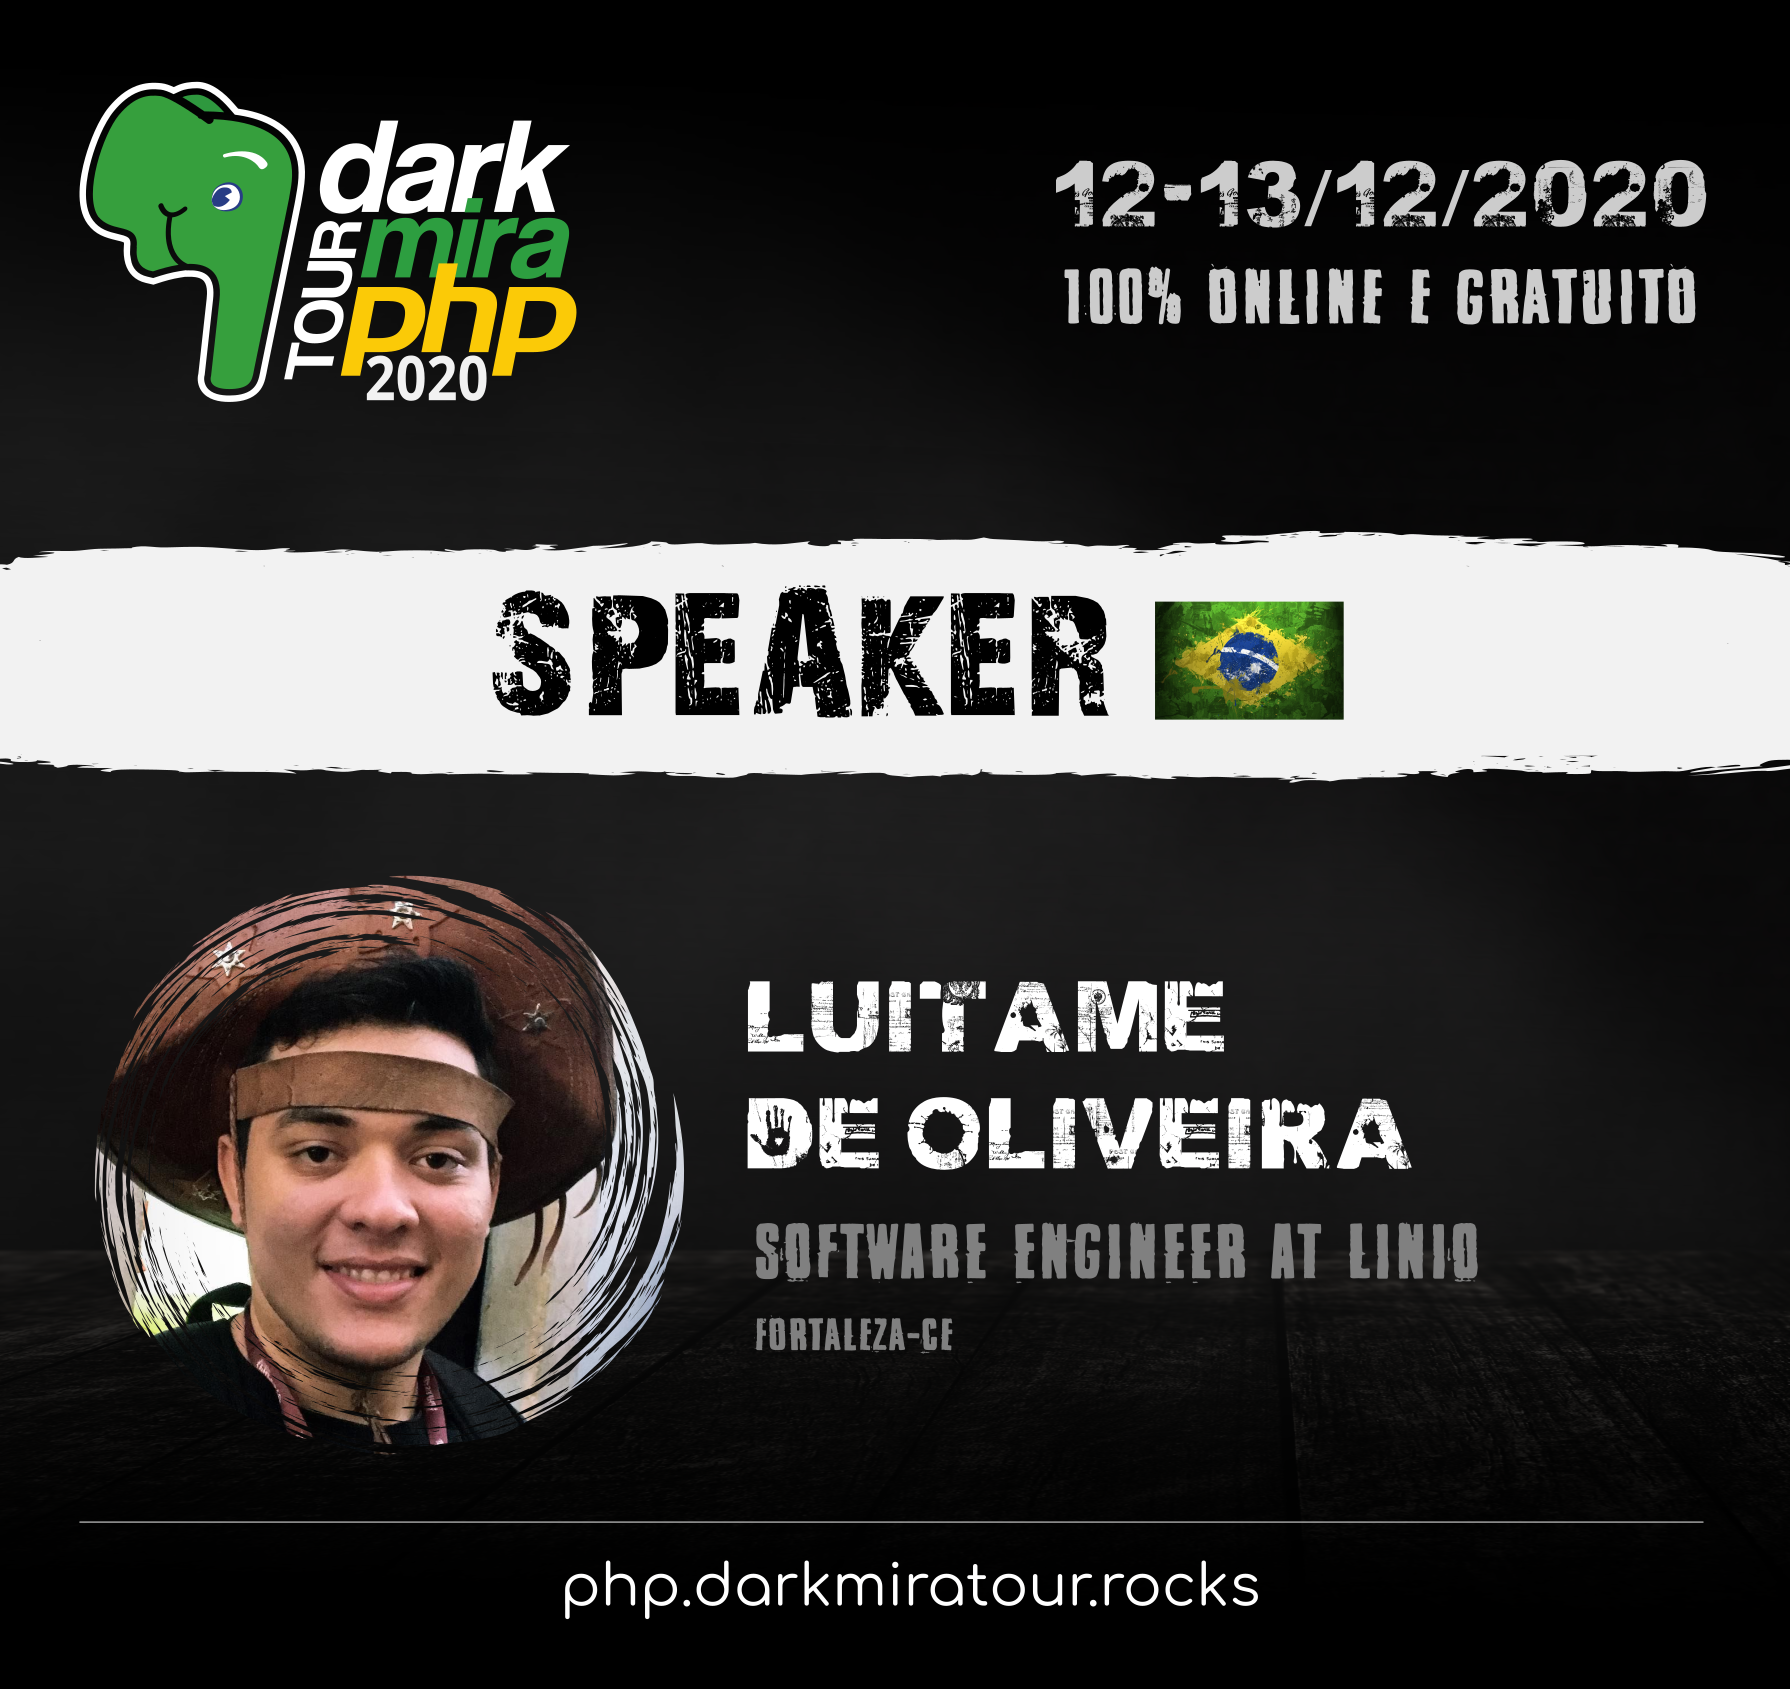 dark
mira
TOUR
php
2020
12-13/12/2020
100% ONLINE E GRATUITO
SPEAKER
LUITAME
DE OLIVEIRA
SOFTWARE ENGINEER AT LINIO
FORTALEZA-CE
php.darkmiratour.rocks